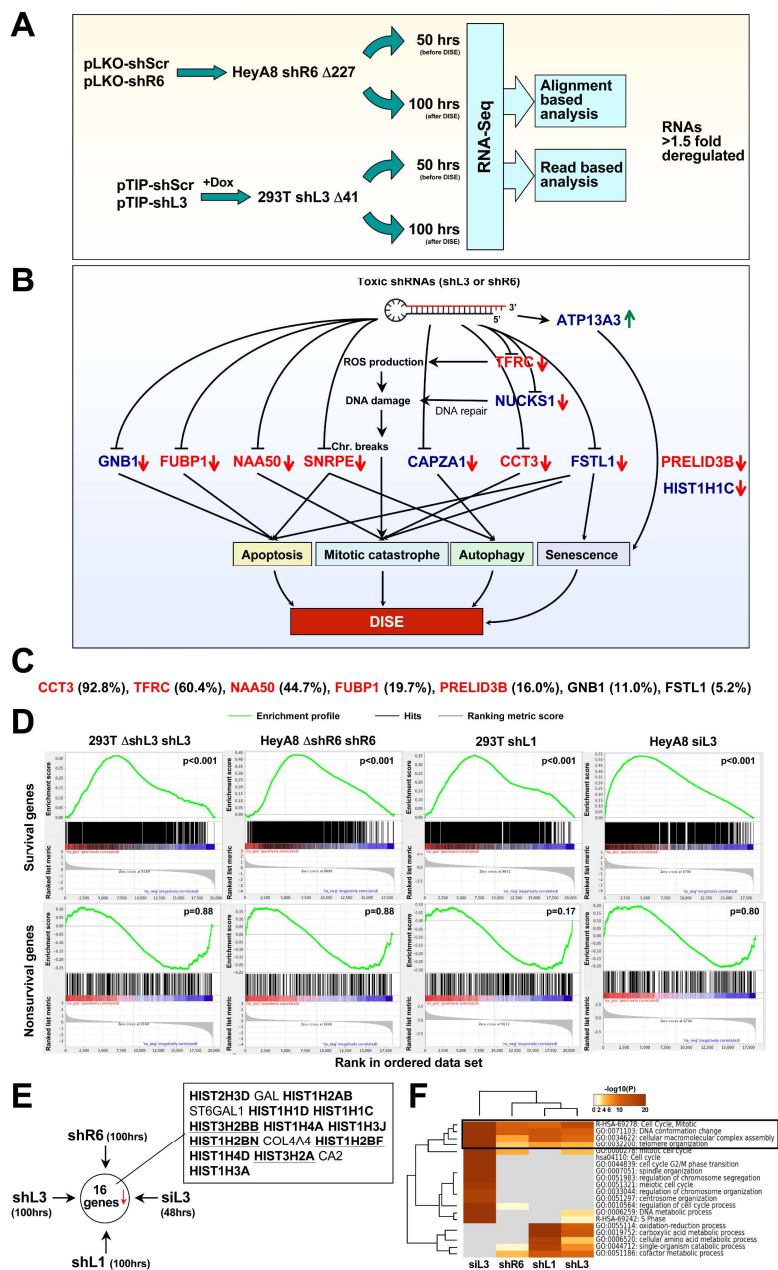 A
pLKO-shScr
pLKO-shR6
HeyA8 shR6 Δ227
50 hrs
(before DISE)
100 hrs
(after DISE)
pTIP-shScr
pTIP-shL3
+Dox
293T shL3 Δ41
50 hrs
(before DISE)
100 hrs
(after DISE)
RNA-Seq
Alignment
based
analysis
Read based
analysis
RNAs
>1.5 fold
deregulated
B
Toxic shRNAs (shL3 or shR6)
3'
5'
ATP13A3
ROS production
TFRC
DNA damage
DNA repair
NUCKS1
Chr. breaks
GNB1
FUBP1
NAA50
SNRPE
CAPZA1
CCT3
FSTL1
PRELID3B
HIST1H1C
Apoptosis
Mitotic catastrophe
Autophagy
Senescence
DISE
C
CCT3 (92.8%), TFRC (60.4%), NAA50 (44.7%), FUBP1 (19.7%), PRELID3B (16.0%), GNB1 (11.0%), FSTL1 (5.2%)
D
Enrichment profile
Hits
Ranking metric score
293T ΔshL3 shL3
HeyA8 ΔshR6 shR6
293T shL1
HeyA8 siL3
Survival genes
Enrichment score
Ranked list metric
p<0.001
p<0.001
p<0.001
p<0.001
Nonsurvival genes
Enrichment score
Ranked list metric
p=0.88
p=0.88
p=0.17
p=0.80
Rank in ordered data set
E
shR6 (100hrs)
shL3
(100hrs)
16
genes
siL3
(48hrs)
shL1 (100hrs)
HIST2H3D GAL HIST1H2AB
ST6GAL1 HIST1H1D HIST1H1C
HIST3H2BB HIST1H4A HIST1H3J
HIST1H2BN COL4A4 HIST1H2BF
HIST1H4D HIST3H2A CA2
HIST1H3A
F
-log10(P)
0 2 3 4 6 10 20
R-HSA-69278: Cell Cycle, Mitotic
GO:0071103: DNA conformation change
GO:0034622: cellular macromolecular complex assembly
GO:0032200: telomere organization
GO:0000278: mitotic cell cycle
hsa04110: Cell cycle
GO:0044839: cell cycle G2/M phase transition
GO:0007051: spindle organization
GO:0051983: regulation of chromosome segregation
GO:0051321: meiotic cell cycle
GO:0033044: regulation of chromosome organization
GO:0051297: centrosome organization
GO:0010564: regulation of cell cycle process
GO:0006259: DNA metabolic process
R-HSA-69242: S Phase
GO:0055114: oxidation-reduction process
GO:0019752: carboxylic acid metabolic process
GO:0006520: cellular amino acid metabolic process
GO:0044712: single-organism catabolic process
GO:0051186: cofactor metabolic process
siL3
shR6
shL1
shL3